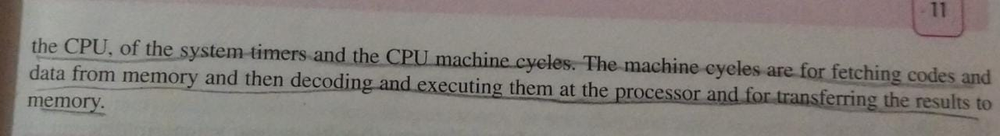 11
the CPU, of the system timers and the CPU machine cycles. The machine cycles are for fetching codes and
data from memory and then decoding and executing them at the processor and for transferring the results to
memory.